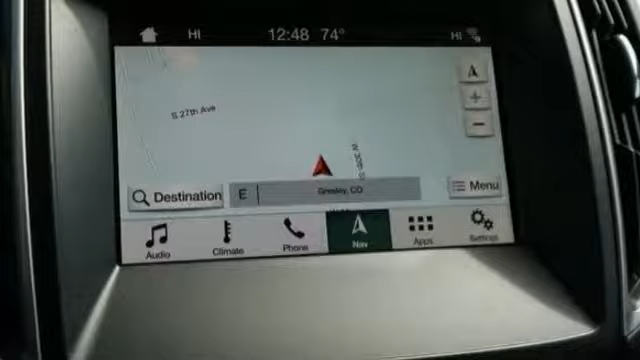 HI 12:48 74° HI
S 27th Ave
+
−
Destination E Greeley, CO Menu
Audio Climate Phone Nav Apps Settings